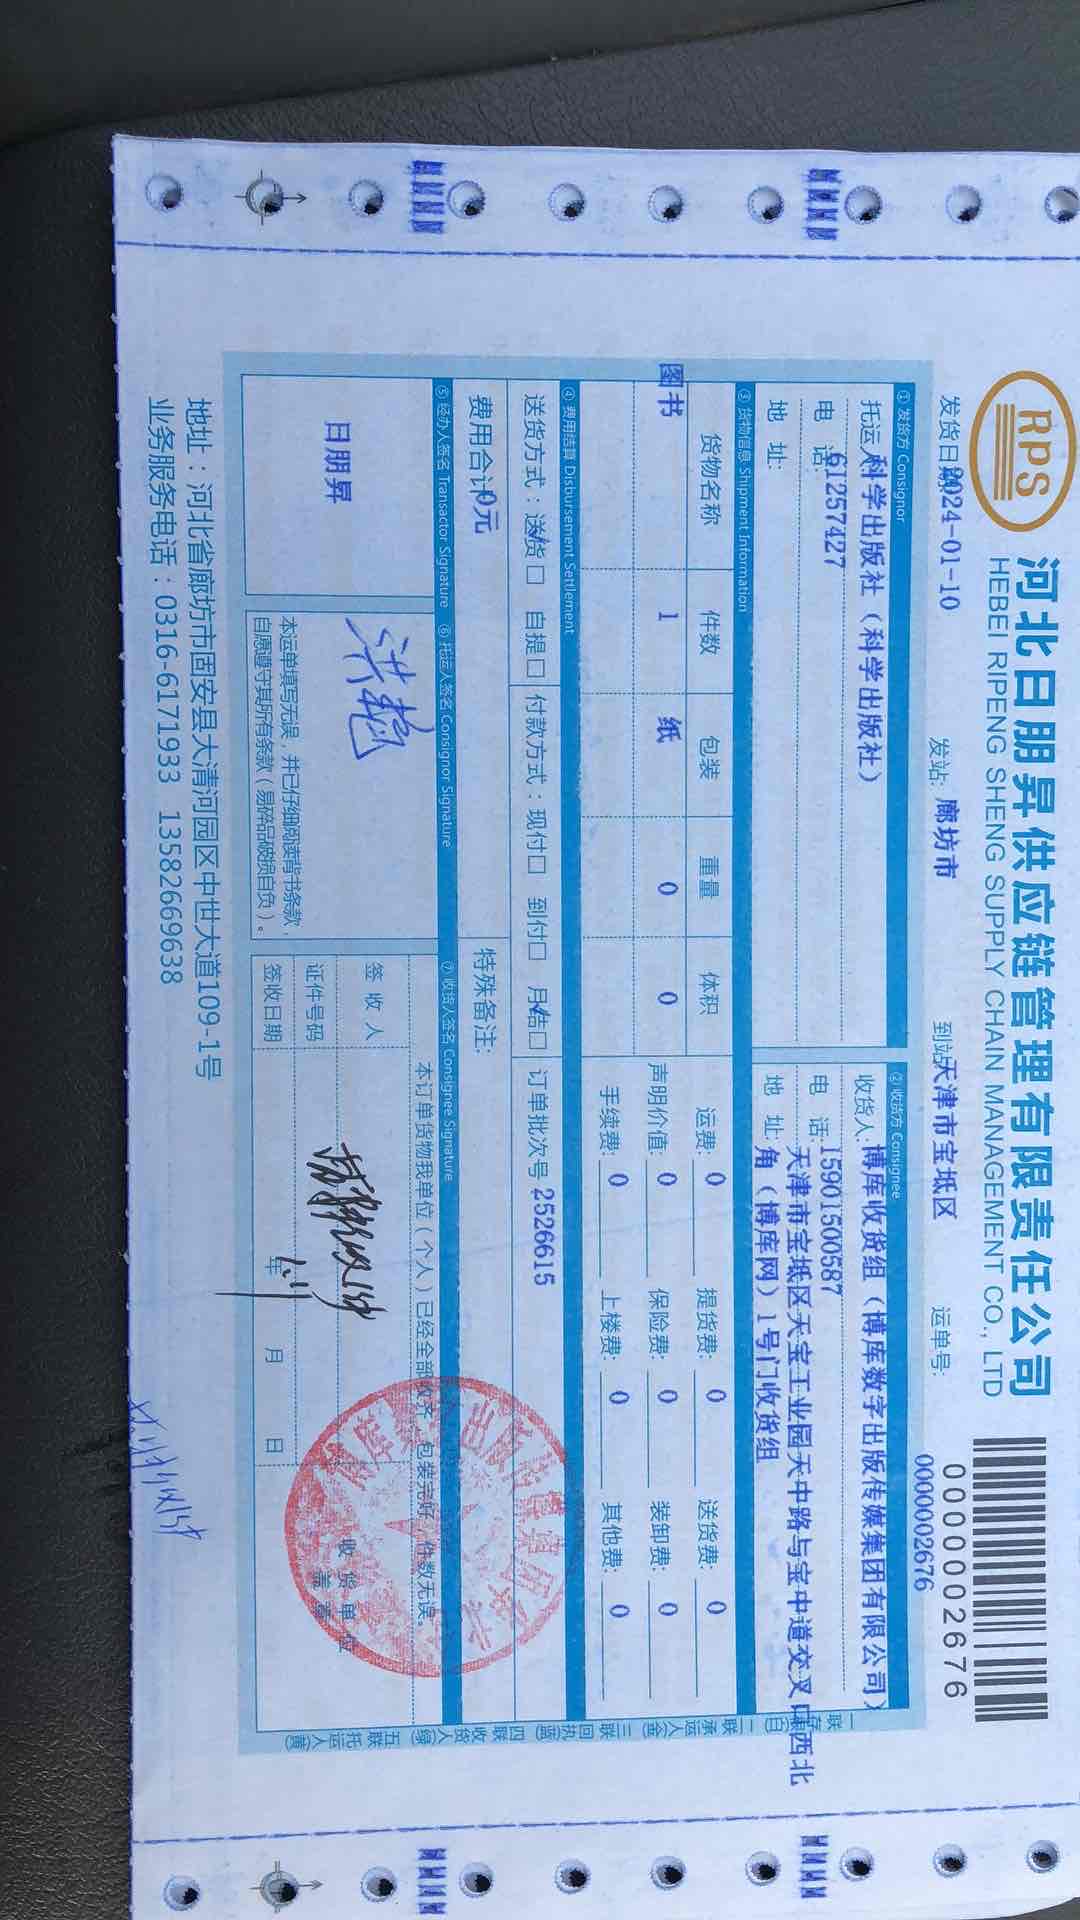 RPS
河北日朋昇供应链管理有限责任公司
HEBEI RIPENG SHENG SUPPLY CHAIN MANAGEMENT CO., LTD
0000002676
发货日期:2024-01-10 发站: 廊坊市 到站:天津市宝坻区 运单号: 0000002676
① 发货方 Consignor
托运人:科学出版社（科学出版社）
电 话:61257427
地 址:
② 收货方 Consignee
收货人:博库收货组（博库数字出版传媒集团有限公司）
电 话:15901500587
地 址:天津市宝坻区天宝工业园天中路与宝中道交叉口西北
角（博库网）1号门收货组
③ 货物信息 Shipment Information
货物名称 件数 包装 重量 体积
图书 1 纸 0 0
运费: 0 提货费: 0 送货费: 0
声明价值: 0 保险费: 0 装卸费: 0
手续费: 0 上楼费: 0 其他费: 0
④ 费用结算 Disbursement Settlement
送货方式：送货□√ 自提□ 付款方式：现付□ 到付□ 月结□√ 订单批次号 2526615
费用合计:0元 特殊备注:
⑤ 经办人签名 Transactor Signature ⑥ 托运人签名 Consignor Signature ⑦ 收货人签名 Consignee Signature
日朋昇
本运单填写无误，并已仔细阅读背书条款，
自愿遵守其所有条款（易碎品破损自负）。
本订单货物我单位（个人）已经全部收齐，包装完好，件数无误。
签 收 人
证件号码
签收日期 年 月 日
收货单位
盖章
一联存根(白) 二联承运人(金) 三联回执(蓝) 四联收货人(绿) 五联托运人(黄)
地址：河北省廊坊市固安县大清河园区中世大道109-1号
业务服务电话：0316-6171933 13582669638